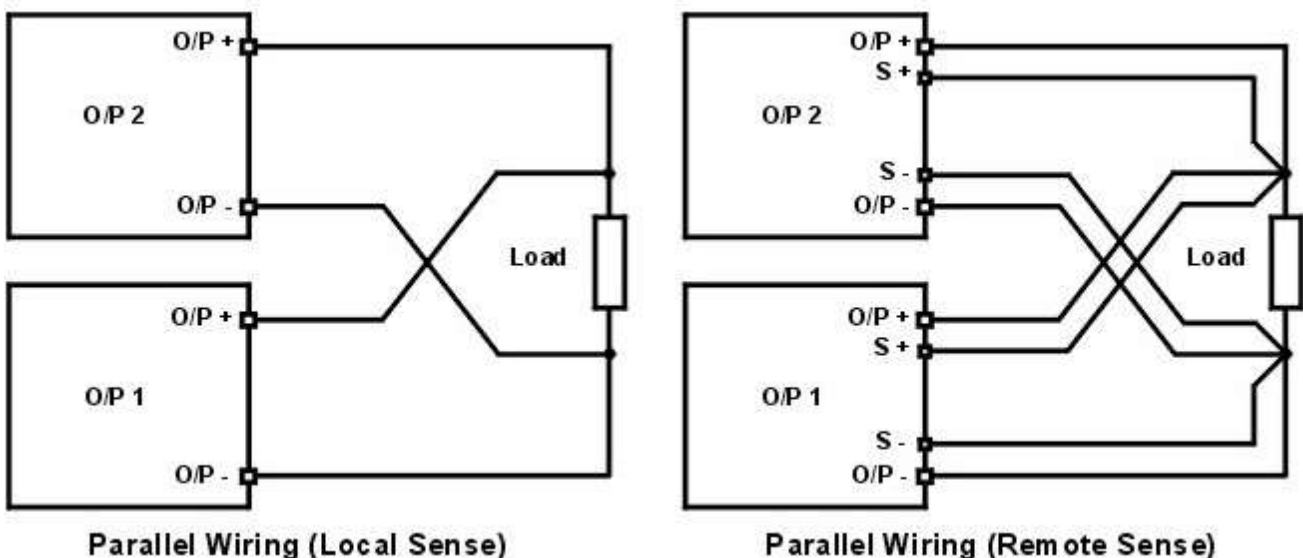 O/P +
O/P 2
O/P -
Load
O/P +
O/P 1
O/P -
Parallel Wiring (Local Sense)
O/P +
S +
O/P 2
S -
O/P -
Load
O/P +
S +
O/P 1
S -
O/P -
Parallel Wiring (Remote Sense)